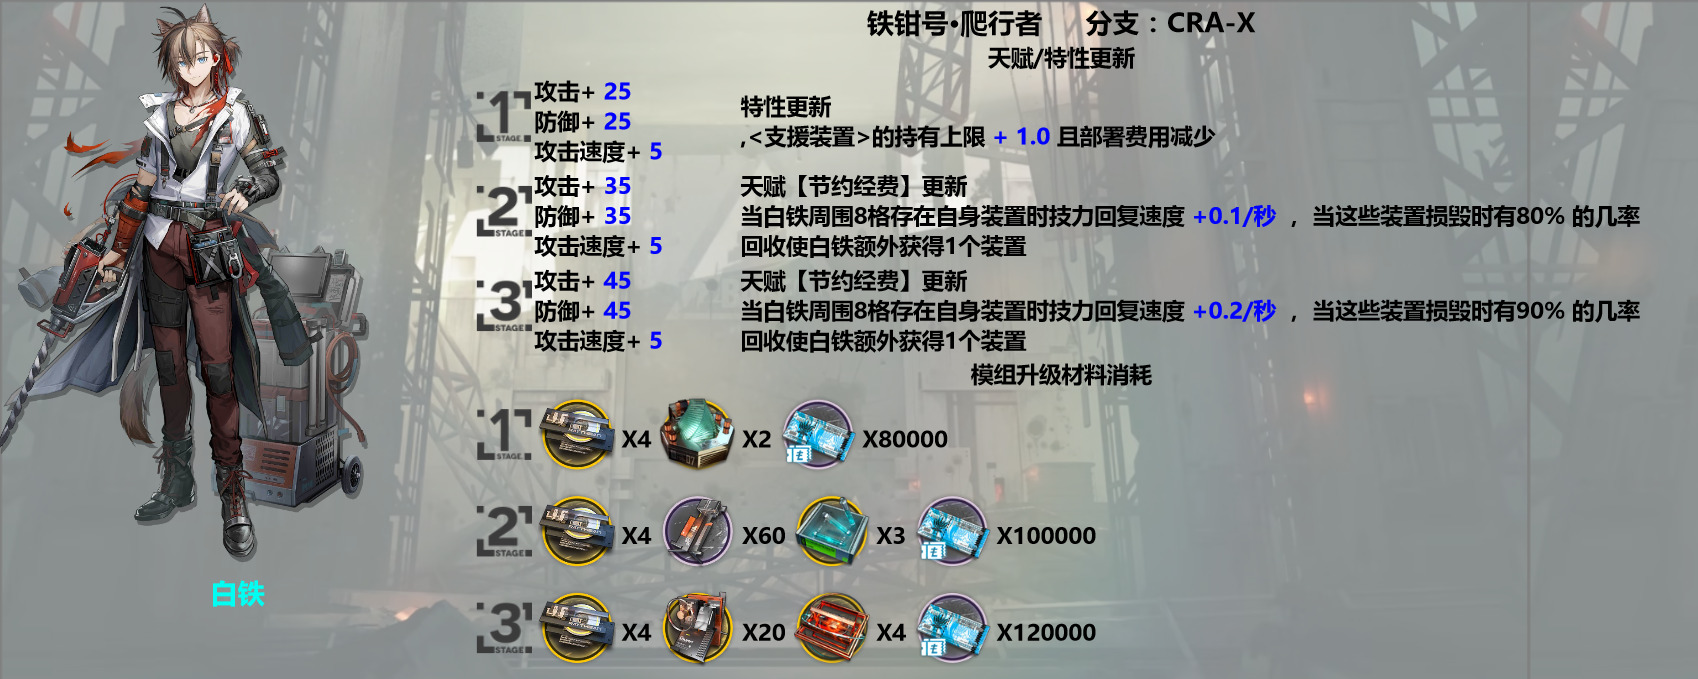 铁钳号·爬行者 分支：CRA-X
天赋/特性更新
1 STAGE.
攻击+ 25
防御+ 25
攻击速度+ 5
特性更新
,<支援装置>的持有上限 + 1.0 且部署费用减少
2 STAGE.
攻击+ 35
防御+ 35
攻击速度+ 5
天赋【节约经费】更新
当白铁周围8格存在自身装置时技力回复速度 +0.1/秒 ，当这些装置损毁时有80% 的几率
回收使白铁额外获得1个装置
3 STAGE.
攻击+ 45
防御+ 45
攻击速度+ 5
天赋【节约经费】更新
当白铁周围8格存在自身装置时技力回复速度 +0.2/秒 ，当这些装置损毁时有90% 的几率
回收使白铁额外获得1个装置
模组升级材料消耗
1 STAGE. X4 X2 X80000
2 STAGE. X4 X60 X3 X100000
3 STAGE. X4 X20 X4 X120000
白铁